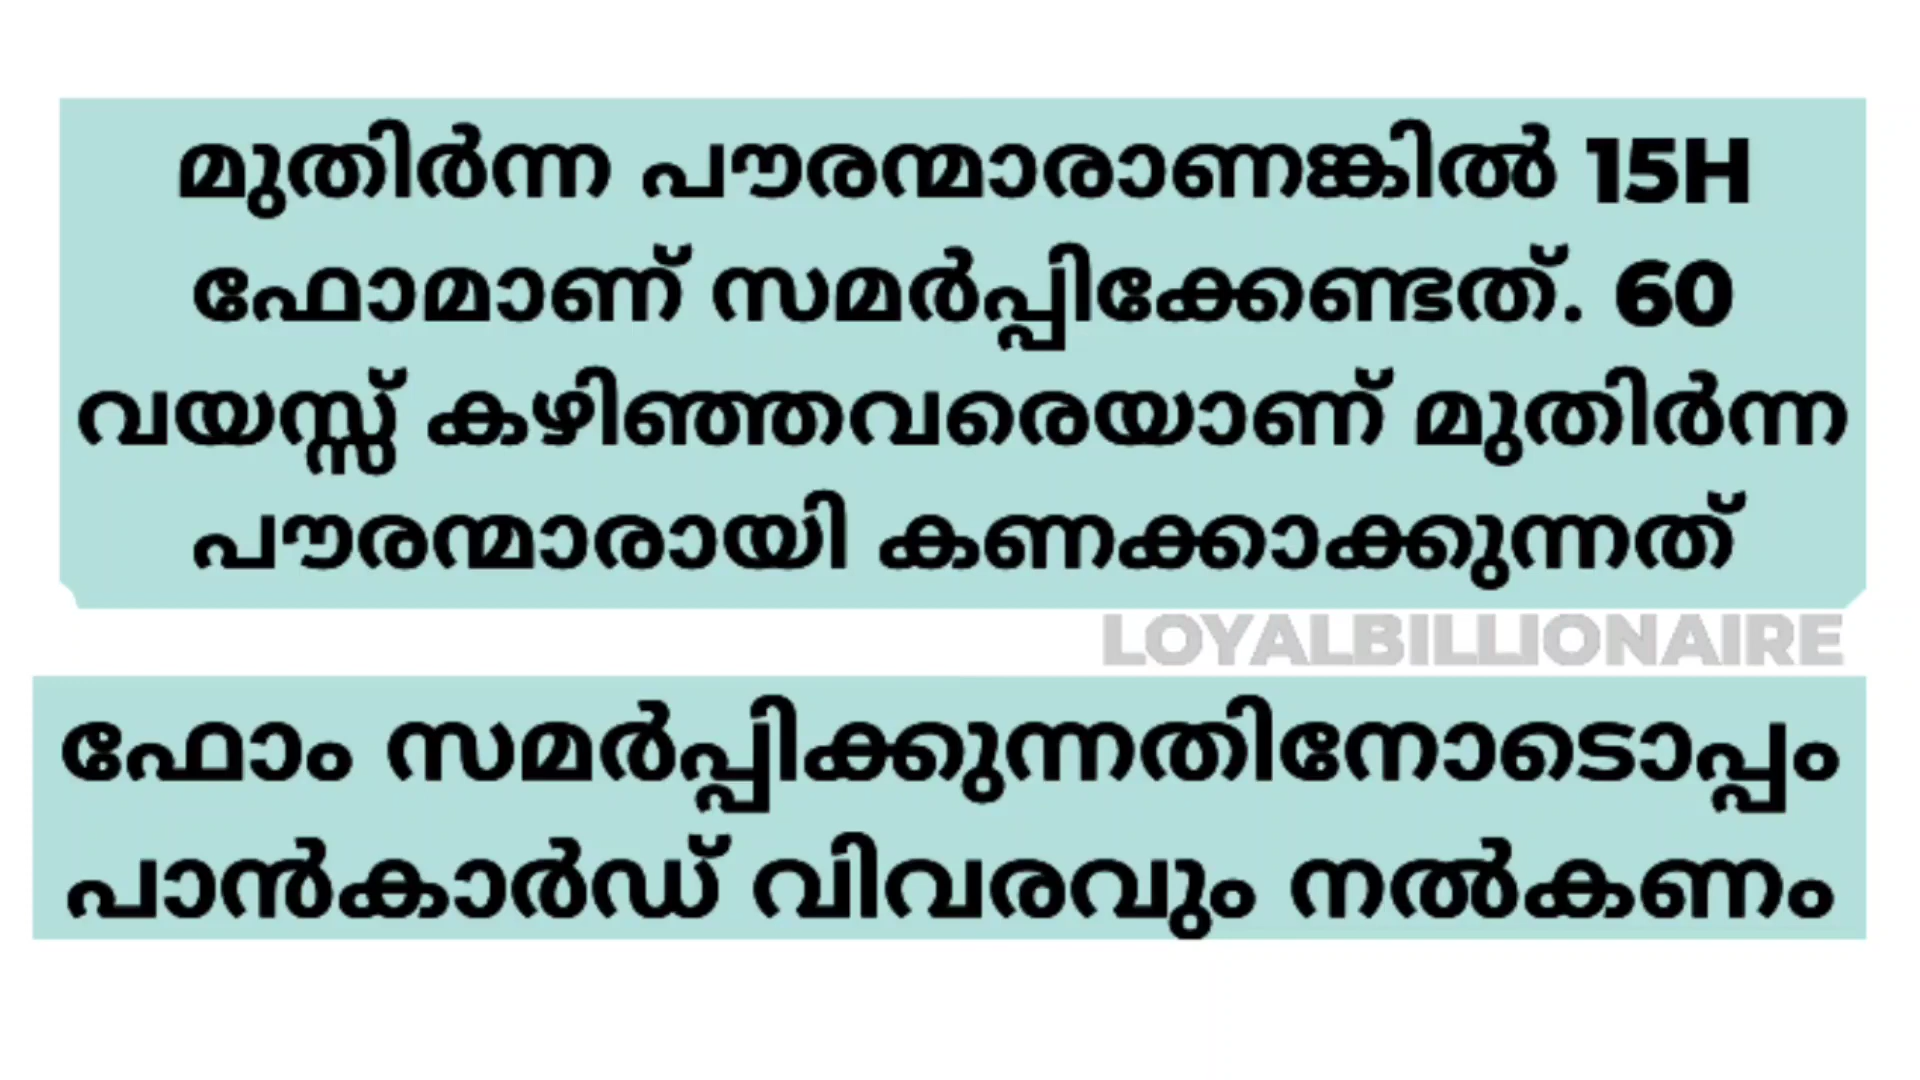 മുതിർന്ന പൗരന്മാരാണങ്കിൽ 15H
ഫോമാണ് സമർപ്പിക്കേണ്ടത്. 60
വയസ്സ് കഴിഞ്ഞവരെയാണ് മുതിർന്ന
പൗരന്മാരായി കണക്കാക്കുന്നത്
LOYALBILLIONAIRE
ഫോം സമർപ്പിക്കുന്നതിനോടൊപ്പം
പാൻകാർഡ് വിവരവും നൽകണം